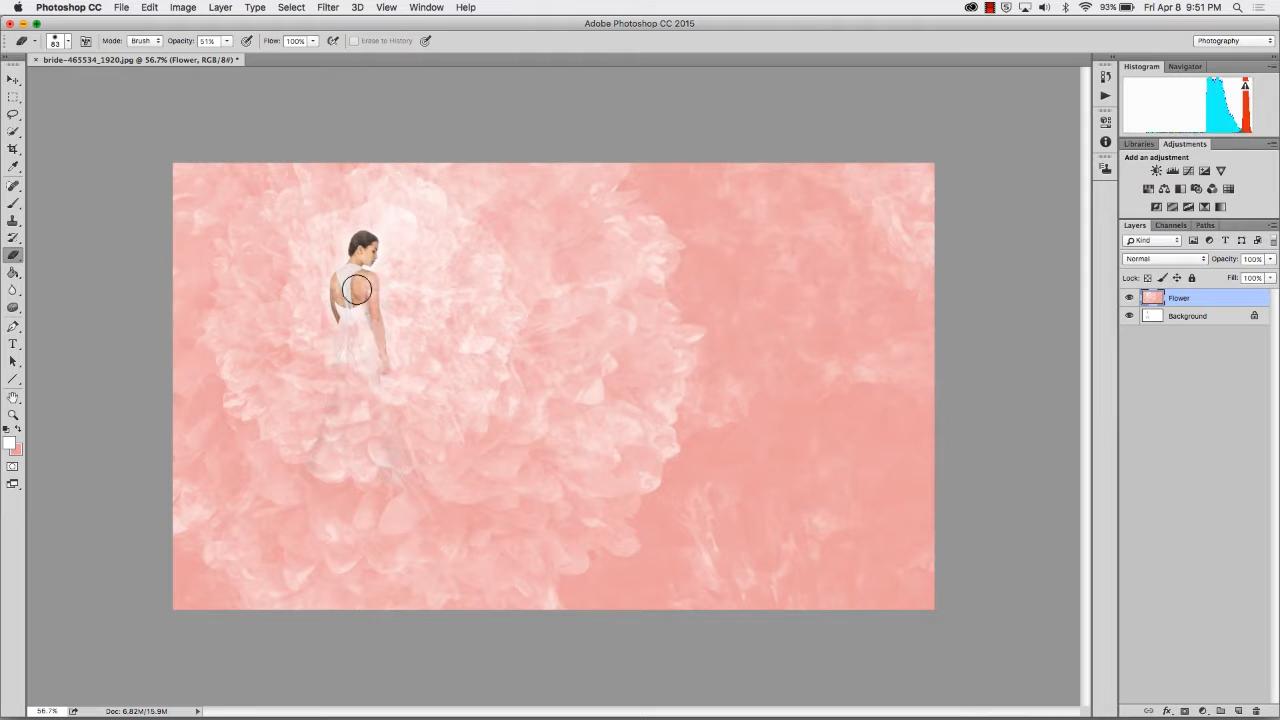 Photoshop CC File Edit Image Layer Type Select Filter 3D View Window Help 93% Fri Apr 8 9:51 PM
Adobe Photoshop CC 2015
83 Mode: Brush Opacity: 51% Flow: 100% Erase to History Photography
× bride-465534_1920.jpg @ 56.7% (Flower, RGB/8#) *
Histogram Navigator
Libraries Adjustments
Add an adjustment
Layers Channels Paths
Kind
Normal Opacity: 100%
Lock: Fill: 100%
Flower
Background
56.7% Doc: 6.82M/15.9M